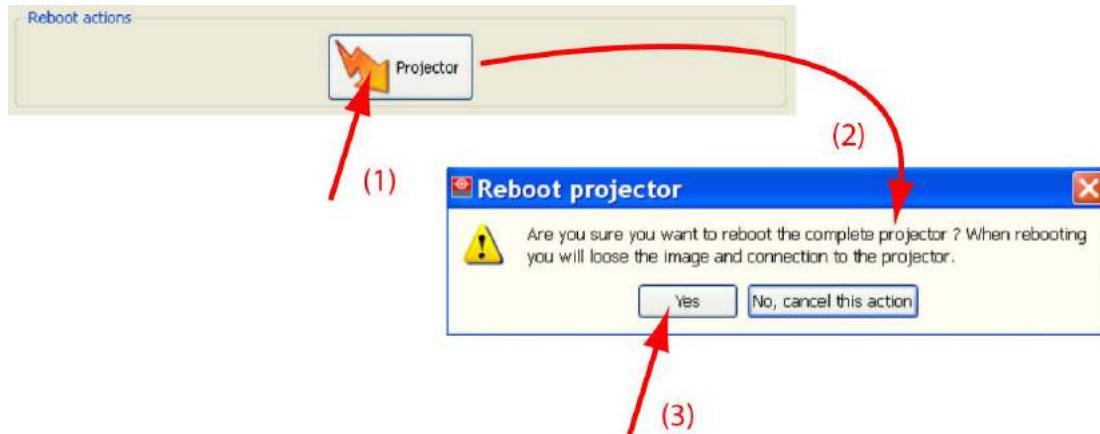 Reboot actions
Projector
(1)
(2)
Reboot projector
Are you sure you want to reboot the complete projector ? When rebooting
you will loose the image and connection to the projector.
Yes
No, cancel this action
(3)